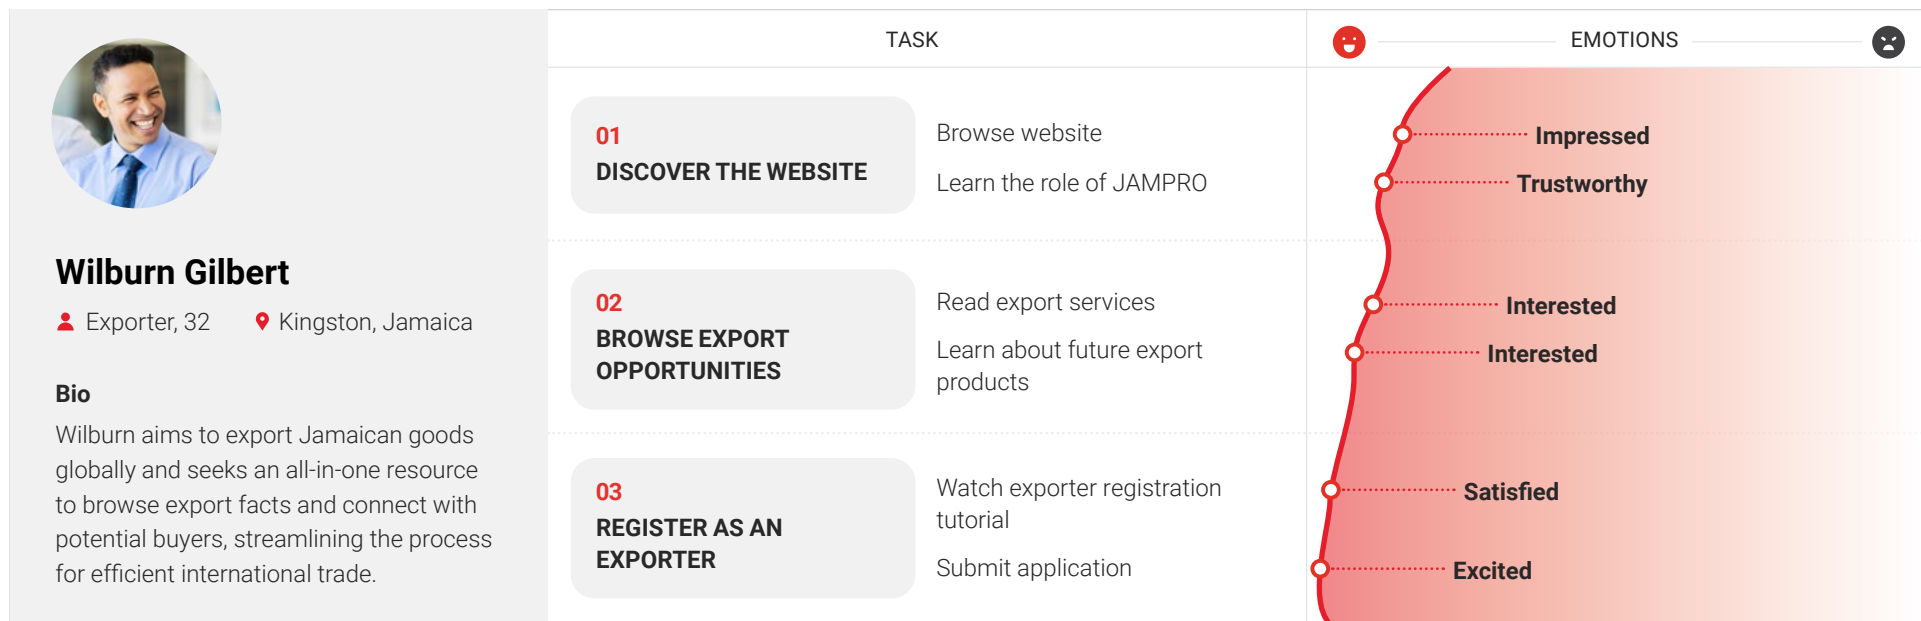 Wilburn Gilbert
Exporter, 32
Kingston, Jamaica
Bio
Wilburn aims to export Jamaican goods
globally and seeks an all-in-one resource
to browse export facts and connect with
potential buyers, streamlining the process
for efficient international trade.
TASK
01
DISCOVER THE WEBSITE
Browse website
Learn the role of JAMPRO
02
BROWSE EXPORT
OPPORTUNITIES
Read export services
Learn about future export
products
03
REGISTER AS AN
EXPORTER
Watch exporter registration
tutorial
Submit application
EMOTIONS
Impressed
Trustworthy
Interested
Interested
Satisfied
Excited